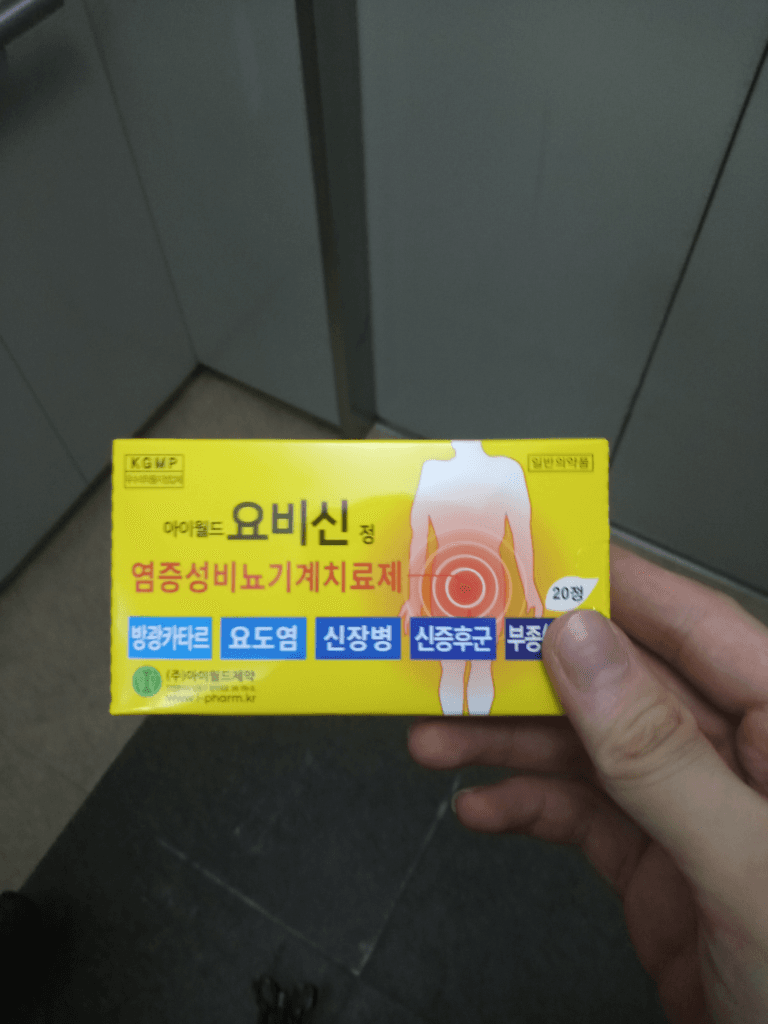 KGMP
일반의약품
아이월드 요비신 정
염증성비뇨기계치료제
20정
방광카타르 요도염 신장병 신증후군 부종
(주)아이월드제약
www.i-pharm.kr